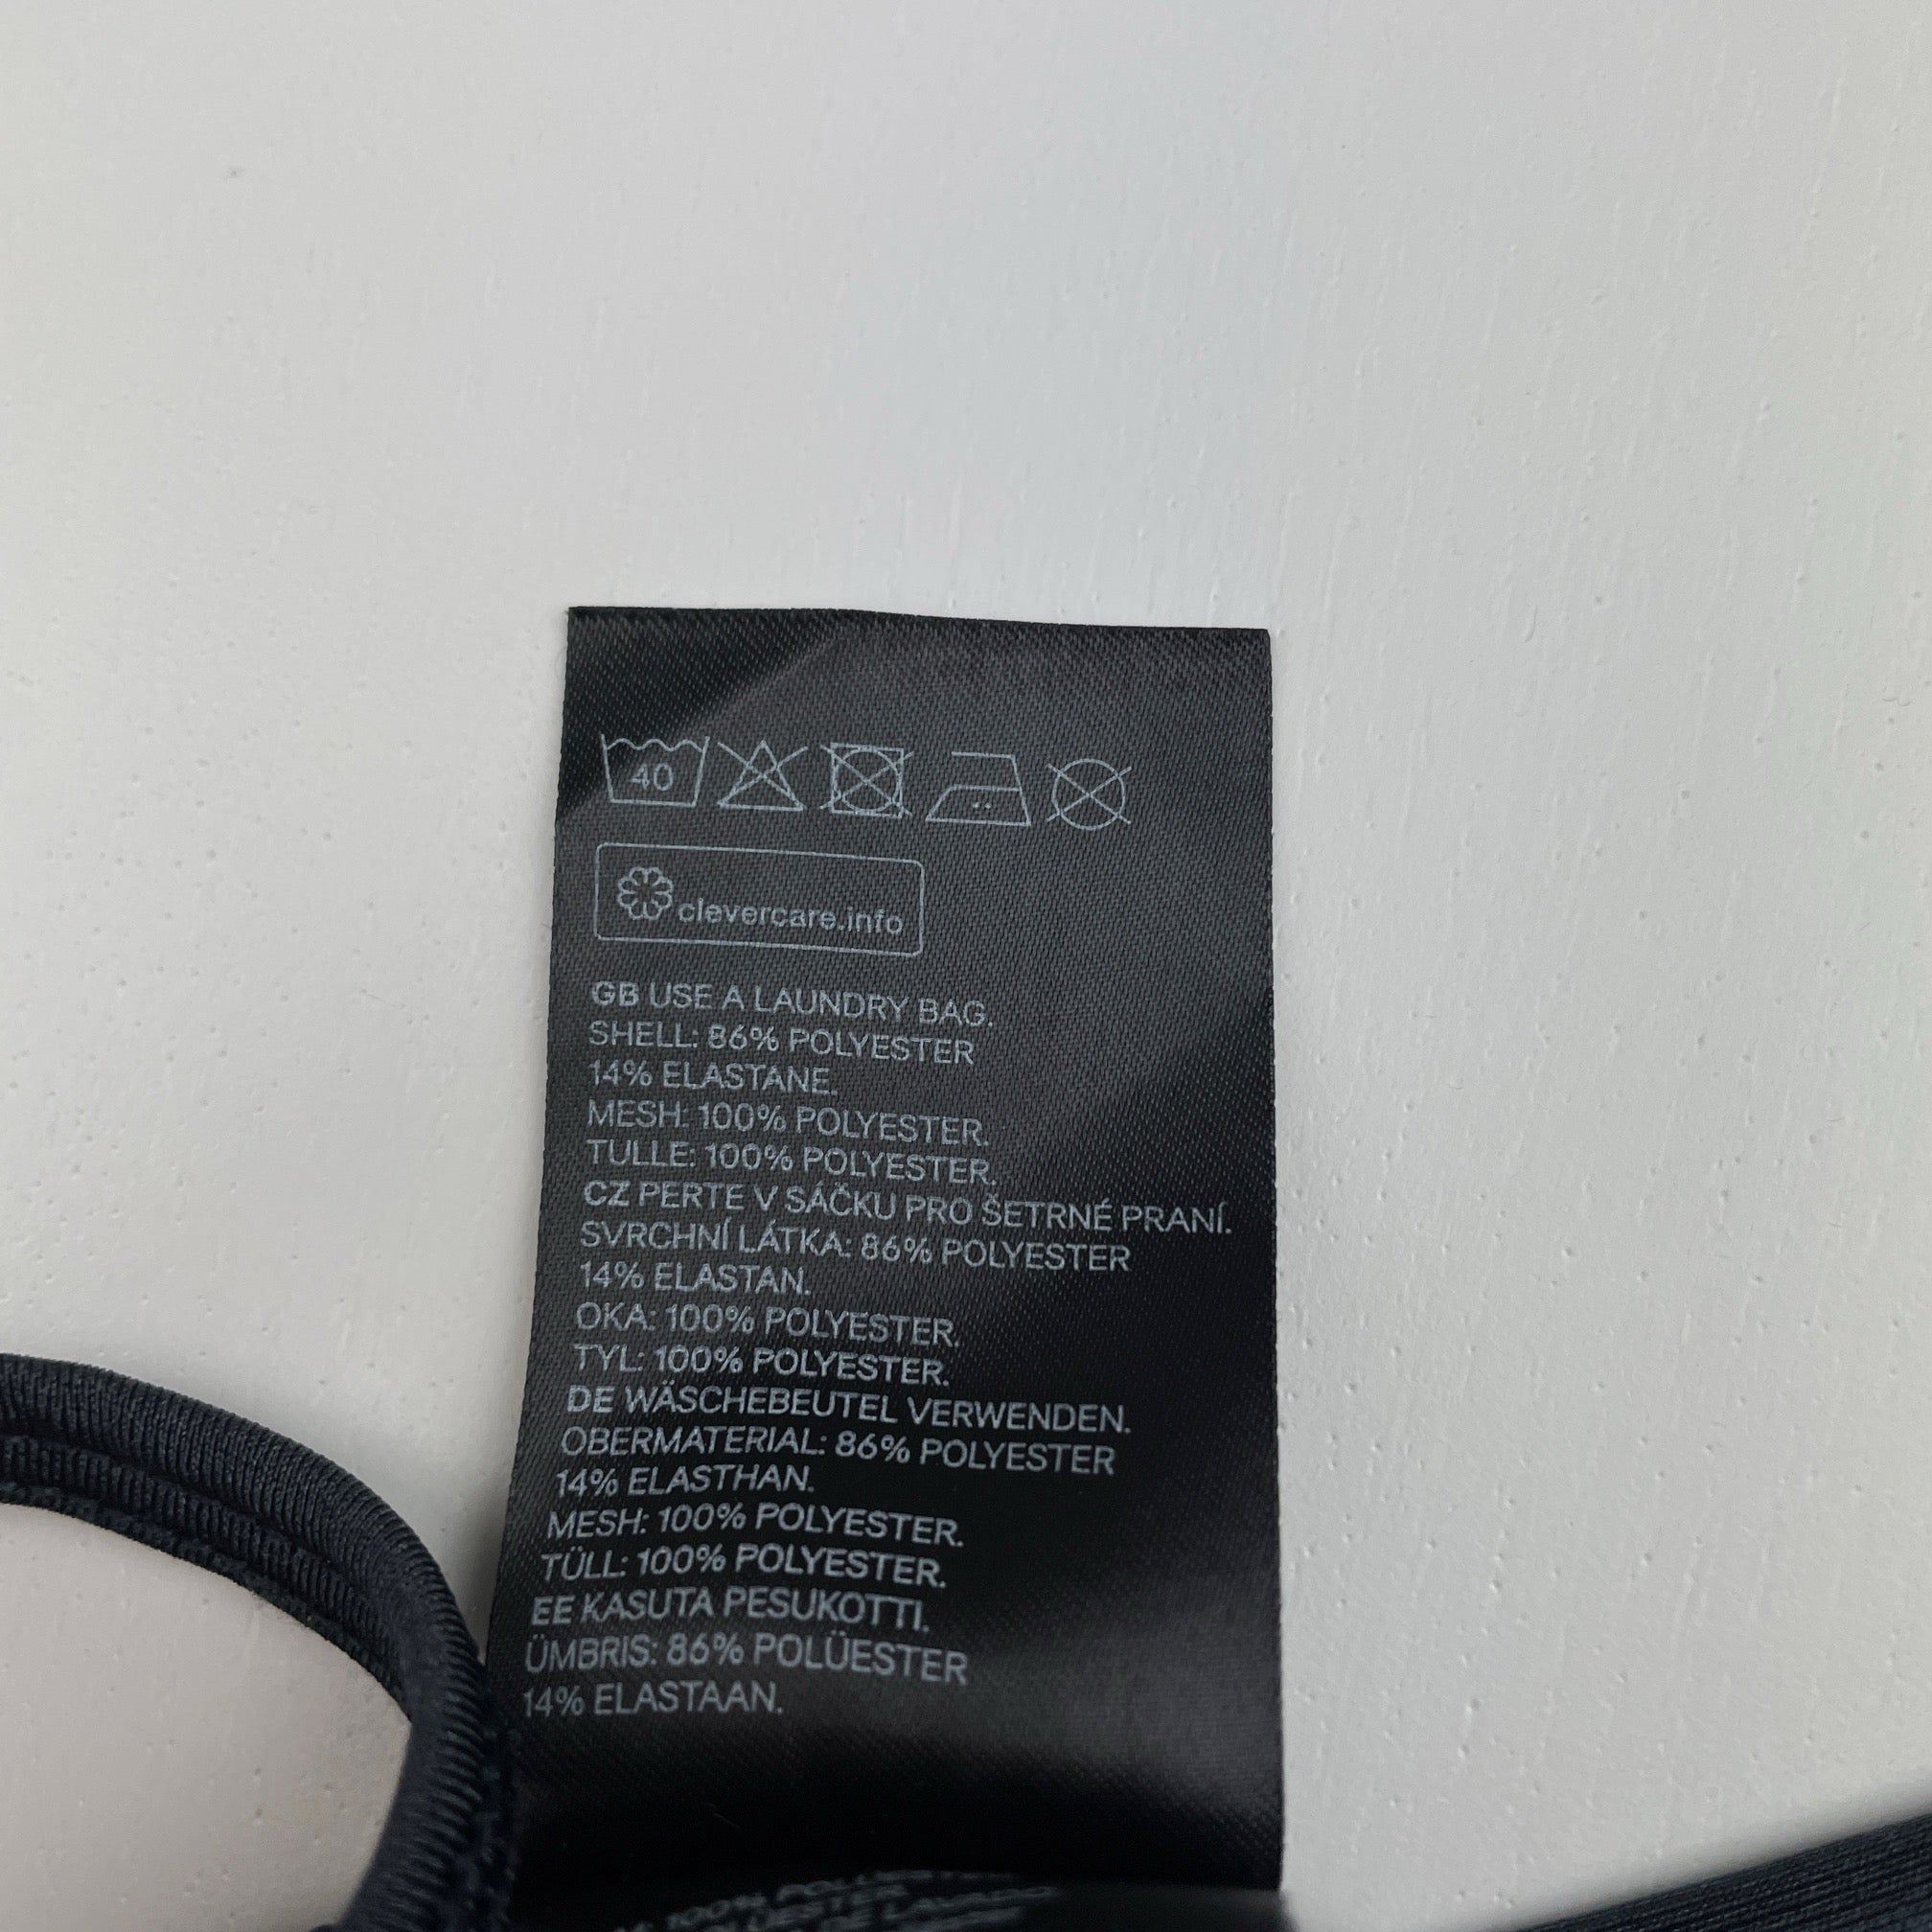 40
clevercare.info
GB USE A LAUNDRY BAG.
SHELL: 86% POLYESTER
14% ELASTANE.
MESH: 100% POLYESTER.
TULLE: 100% POLYESTER.
CZ PERTE V SÁČKU PRO ŠETRNÉ PRANÍ.
SVRCHNÍ LÁTKA: 86% POLYESTER
14% ELASTAN.
OKA: 100% POLYESTER.
TYL: 100% POLYESTER.
DE WÄSCHEBEUTEL VERWENDEN.
OBERMATERIAL: 86% POLYESTER
14% ELASTHAN.
MESH: 100% POLYESTER.
TÜLL: 100% POLYESTER.
EE KASUTA PESUKOTTI.
ÜMBRIS: 86% POLÜESTER
14% ELASTAAN.